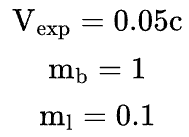 V_exp = 0.05c
m_b = 1
m_l = 0.1